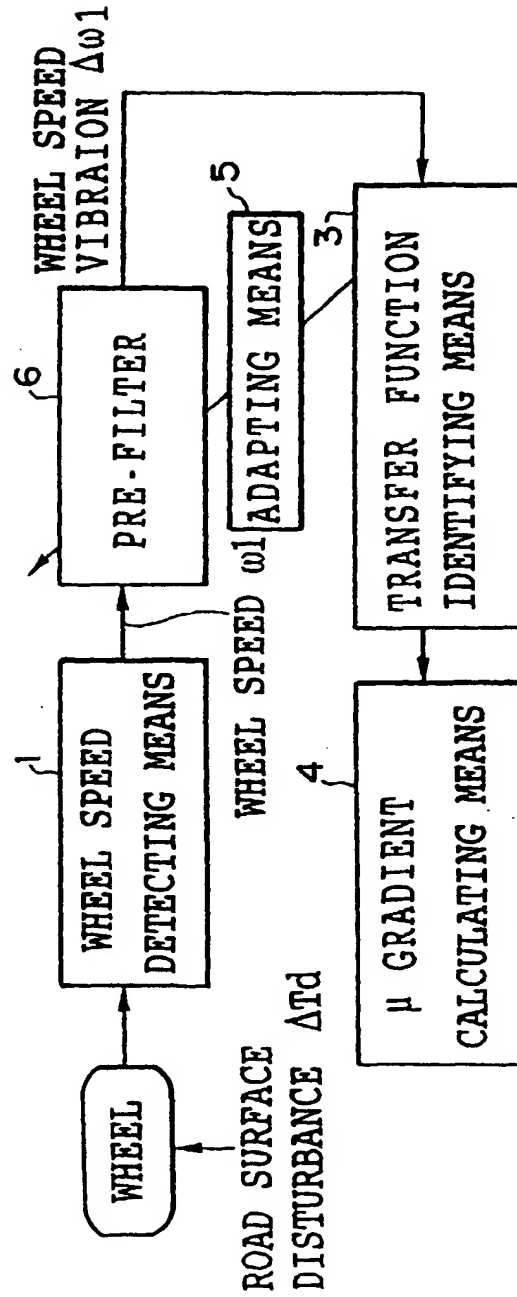 WHEEL
ROAD SURFACE
DISTURBANCE ΔTd
1
WHEEL SPEED
DETECTING MEANS
WHEEL SPEED ω1
6
PRE-FILTER
WHEEL SPEED
VIBRAION Δω1
5
ADAPTING MEANS
3
TRANSFER FUNCTION
IDENTIFYING MEANS
4
μ GRADIENT
CALCULATING MEANS